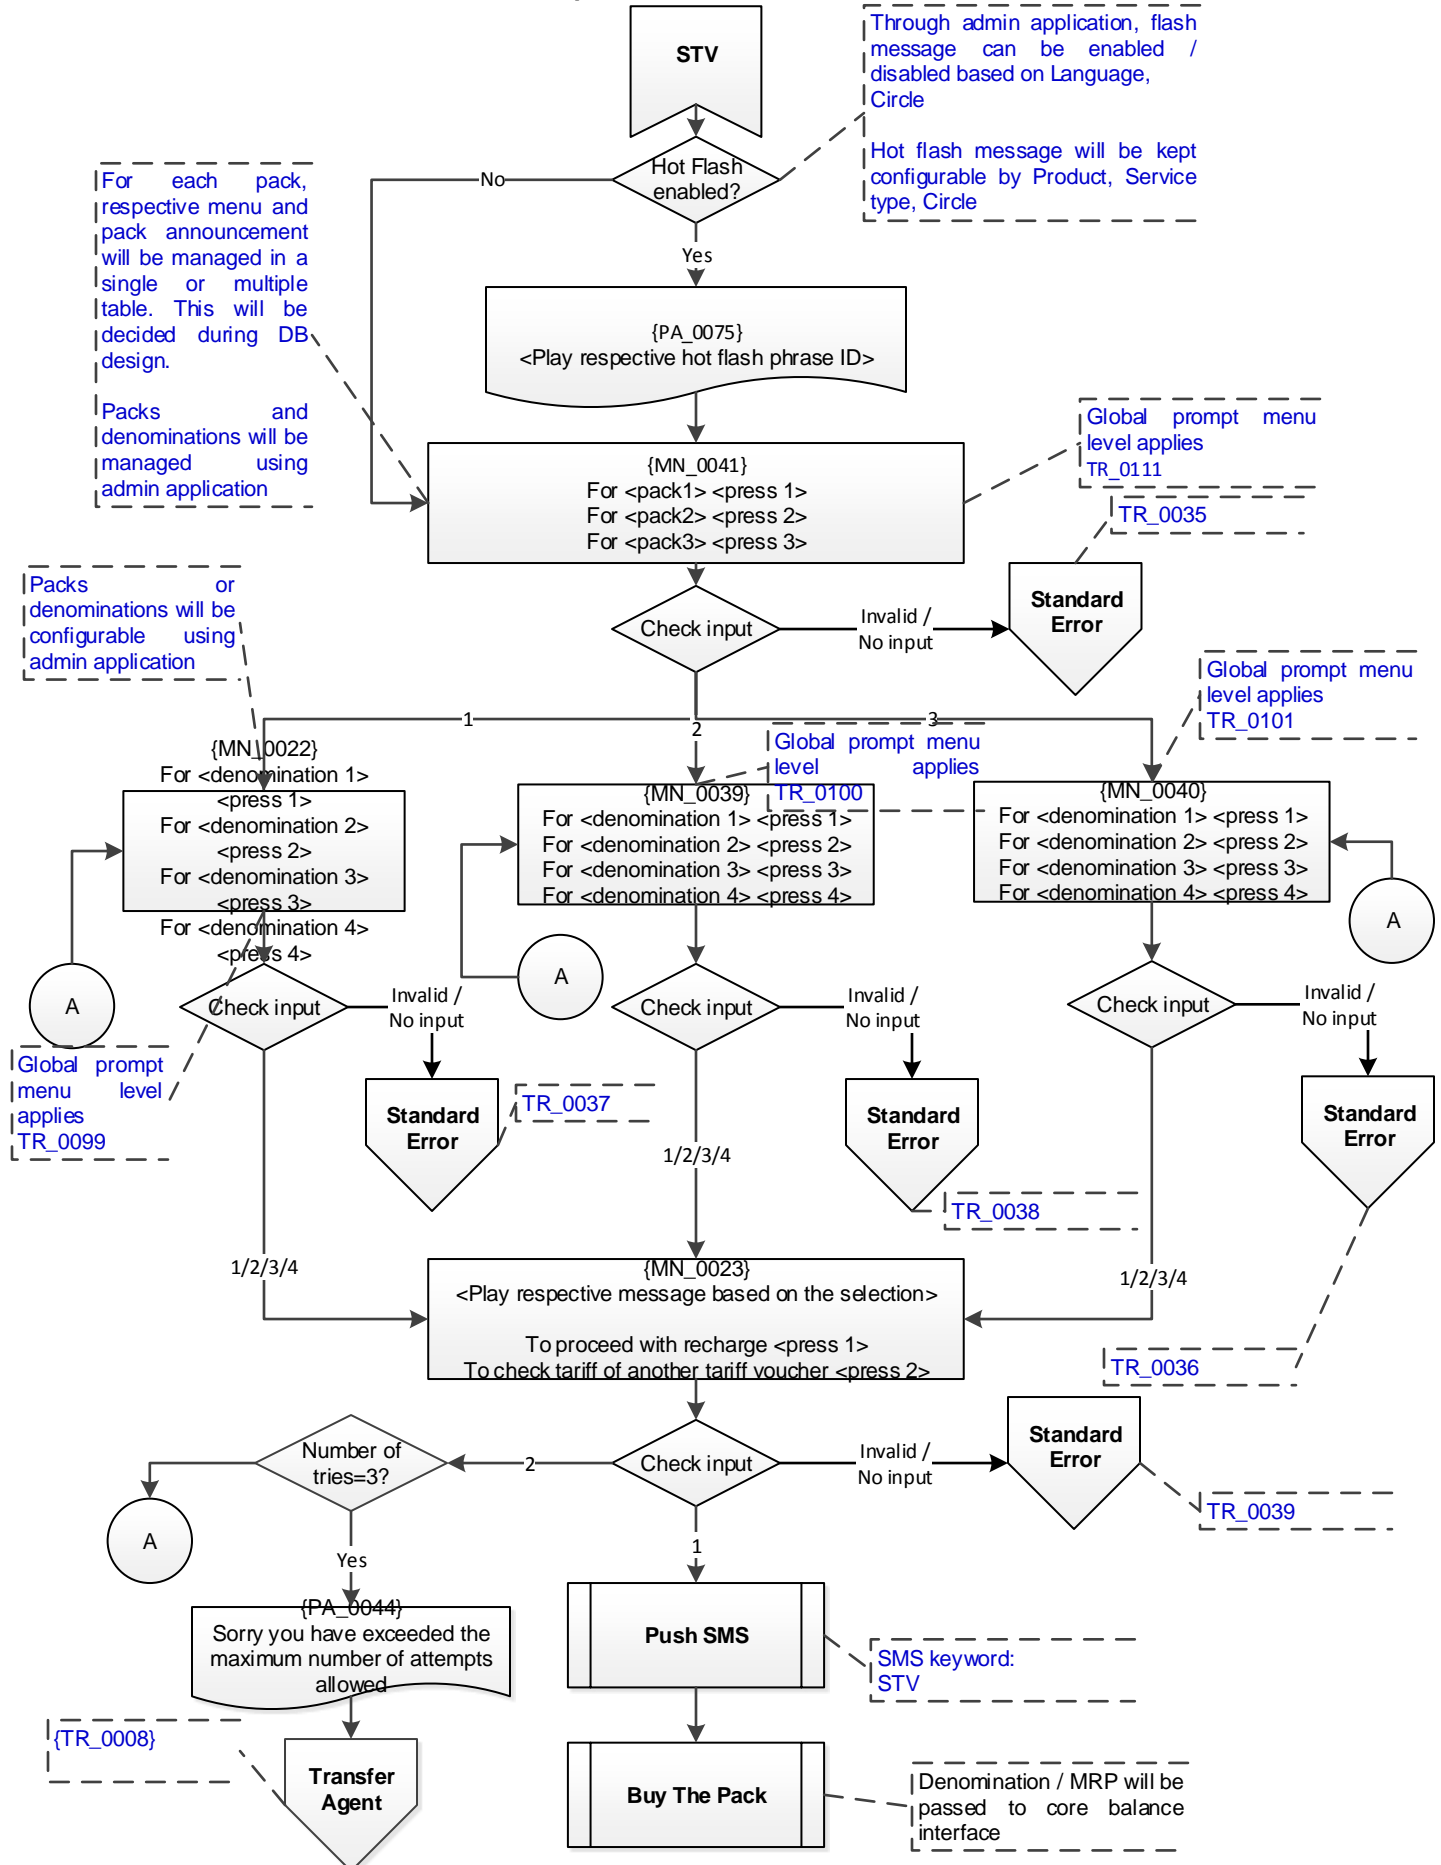 STV
Through admin application, flash
message can be enabled /
disabled based on Language,
Circle
Hot flash message will be kept
configurable by Product, Service
type, Circle
Hot Flash
enabled?
No
Yes
For each pack,
respective menu and
pack announcement
will be managed in a
single or multiple
table. This will be
decided during DB
design.
Packs and
denominations will be
managed using
admin application
{PA_0075}
<Play respective hot flash phrase ID>
Global prompt menu
level applies
TR_0111
{MN_0041}
For <pack1> <press 1>
For <pack2> <press 2>
For <pack3> <press 3>
TR_0035
Standard
Error
Check input
Invalid /
No input
Packs or
denominations will be
configurable using
admin application
Global prompt menu
level applies
TR_0101
1
2
3
Global prompt menu
level applies
TR_0100
{MN_0022}
For <denomination 1>
<press 1>
For <denomination 2>
<press 2>
For <denomination 3>
<press 3>
For <denomination 4>
<press 4>
{MN_0039}
For <denomination 1> <press 1>
For <denomination 2> <press 2>
For <denomination 3> <press 3>
For <denomination 4> <press 4>
{MN_0040}
For <denomination 1> <press 1>
For <denomination 2> <press 2>
For <denomination 3> <press 3>
For <denomination 4> <press 4>
A
A
A
Check input
Invalid /
No input
Check input
Invalid /
No input
Check input
Invalid /
No input
Global prompt
menu level
applies
TR_0099
Standard
Error
TR_0037
Standard
Error
TR_0038
Standard
Error
TR_0036
1/2/3/4
1/2/3/4
1/2/3/4
{MN_0023}
<Play respective message based on the selection>
To proceed with recharge <press 1>
To check tariff of another tariff voucher <press 2>
Number of
tries=3?
2
Check input
Invalid /
No input
Standard
Error
TR_0039
A
Yes
1
{PA_0044}
Sorry you have exceeded the
maximum number of attempts
allowed
Push SMS
SMS keyword:
STV
{TR_0008}
Transfer
Agent
Buy The Pack
Denomination / MRP will be
passed to core balance
interface